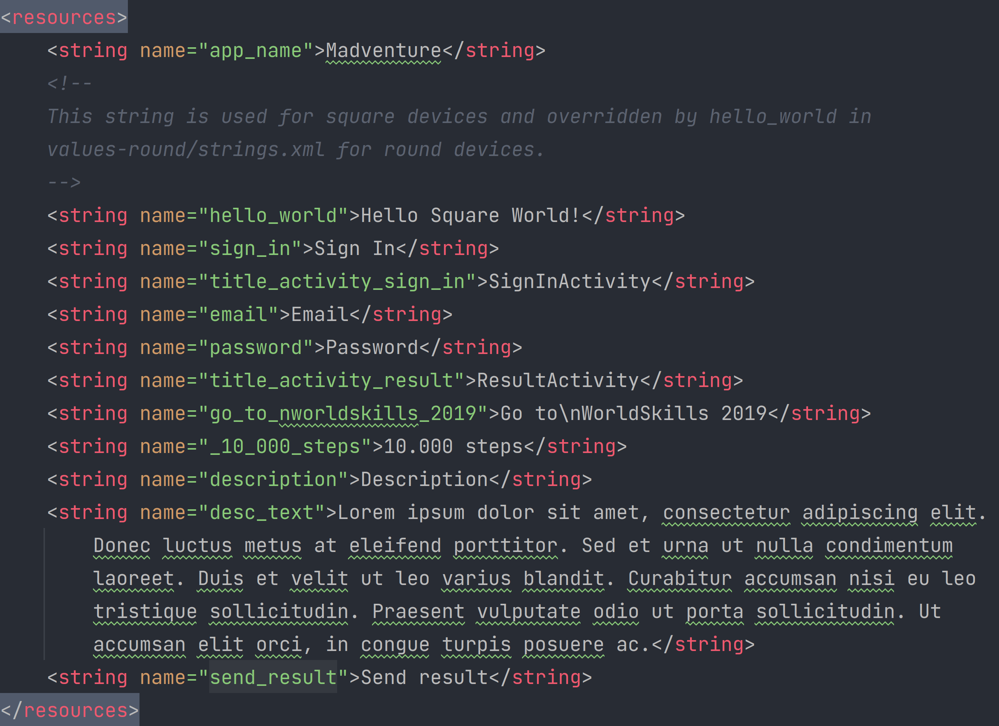 <resources>
    <string name="app_name">Madventure</string>
    <!--
    This string is used for square devices and overridden by hello_world in
    values-round/strings.xml for round devices.
    -->
    <string name="hello_world">Hello Square World!</string>
    <string name="sign_in">Sign In</string>
    <string name="title_activity_sign_in">SignInActivity</string>
    <string name="email">Email</string>
    <string name="password">Password</string>
    <string name="title_activity_result">ResultActivity</string>
    <string name="go_to_nworldskills_2019">Go to\nWorldSkills 2019</string>
    <string name="_10_000_steps">10.000 steps</string>
    <string name="description">Description</string>
    <string name="desc_text">Lorem ipsum dolor sit amet, consectetur adipiscing elit.
        Donec luctus metus at eleifend porttitor. Sed et urna ut nulla condimentum
        laoreet. Duis et velit ut leo varius blandit. Curabitur accumsan nisi eu leo
        tristique sollicitudin. Praesent vulputate odio ut porta sollicitudin. Ut
        accumsan elit orci, in congue turpis posuere ac.</string>
    <string name="send_result">Send result</string>
</resources>